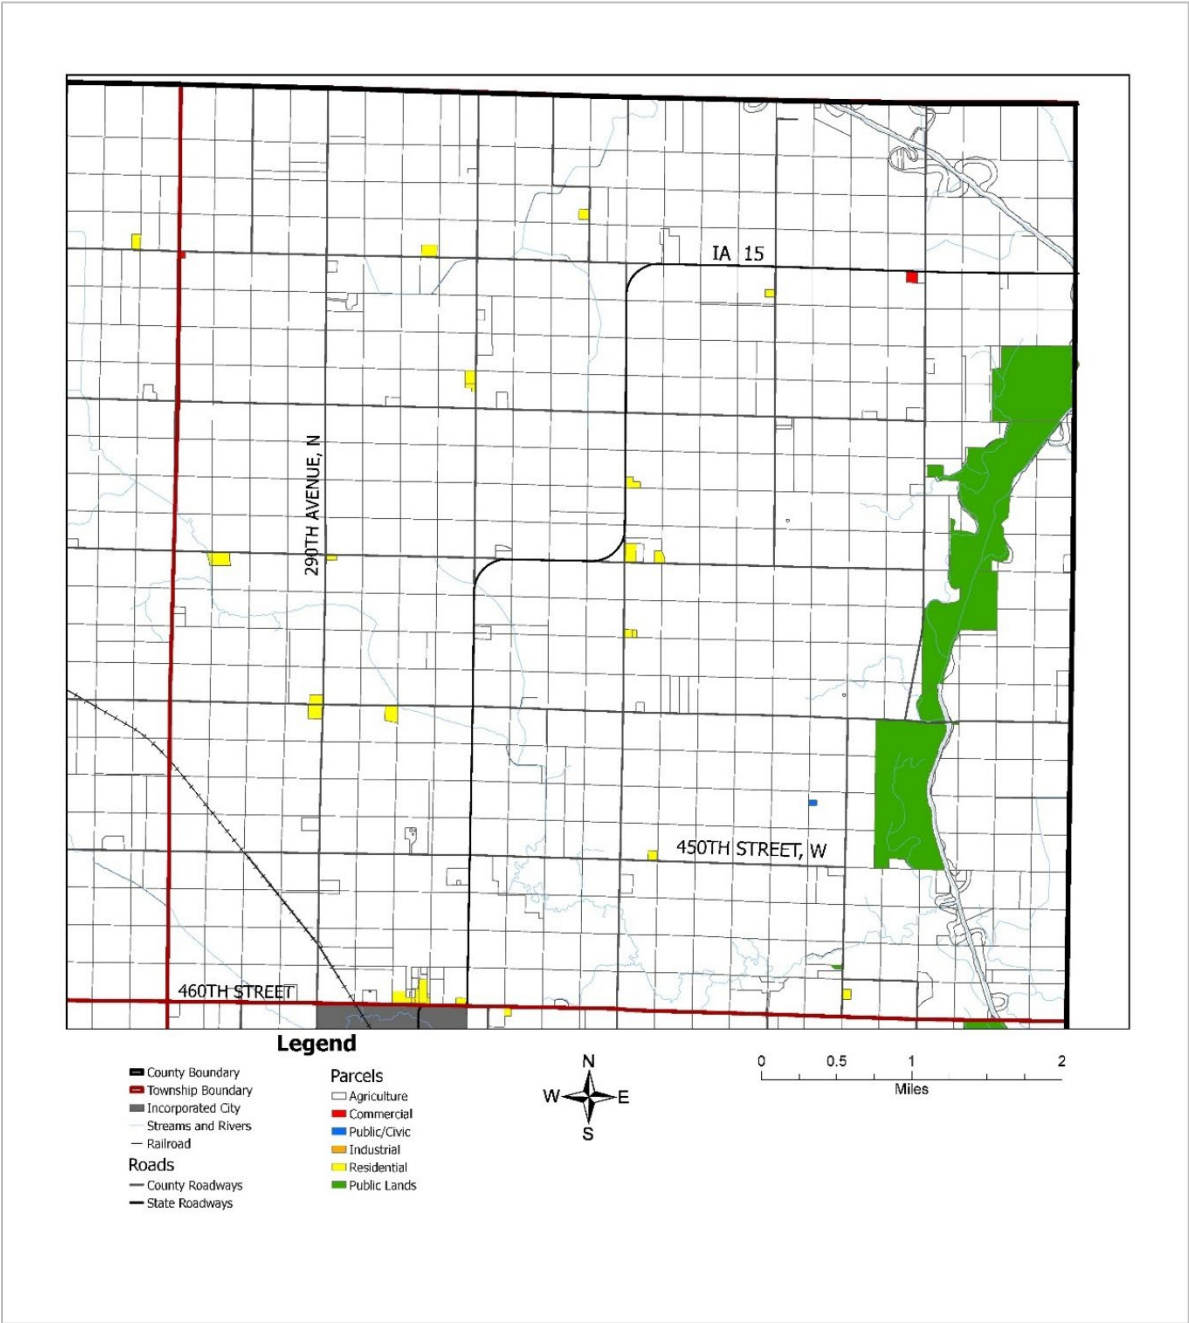 IA 15
290TH AVENUE, N
450TH STREET, W
460TH STREET
Legend
County Boundary
Township Boundary
Incorporated City
Streams and Rivers
Railroad
Roads
County Roadways
State Roadways
Parcels
Agriculture
Commercial
Public/Civic
Industrial
Residential
Public Lands
N
W E
S
0 0.5 1 2
Miles